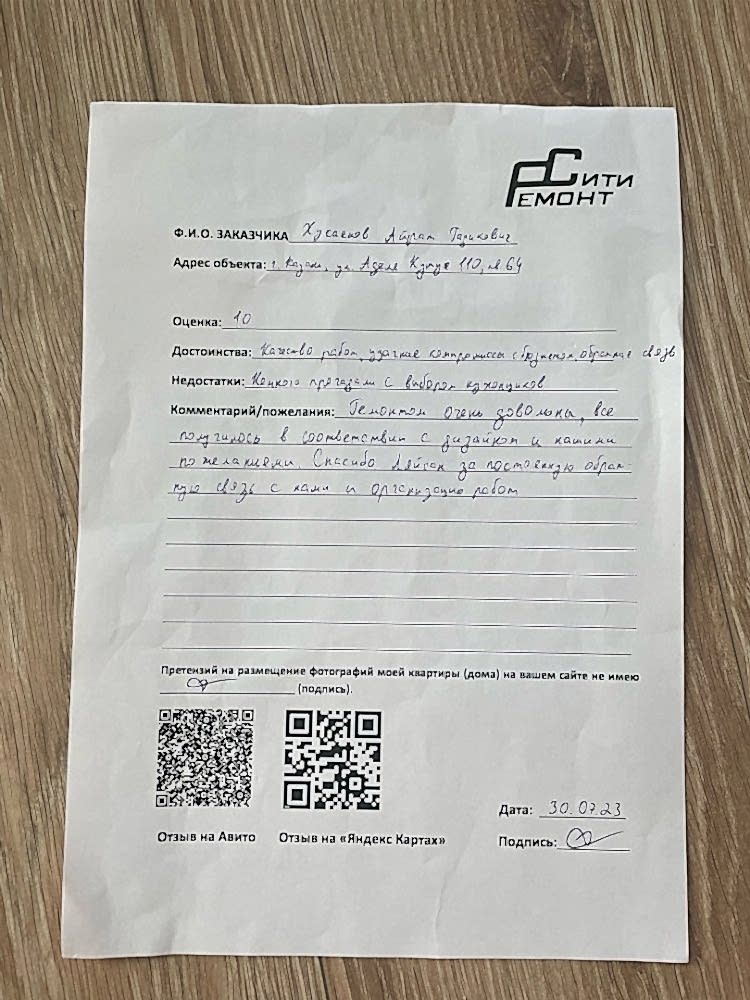 Сити
Ремонт
Ф.И.О. ЗАКАЗЧИКА Хусаенов Айрат Гарикович
Адрес объекта: г. Казань, ул. Аделя Кутуя 110, кв. 64
Оценка: 10
Достоинства: Качество работ, удачные компромиссы с бюджетом, обратная связь
Недостатки: Немного прогадали с выбором кухонщиков
Комментарий/пожелания: Ремонтом очень довольны, все
получилось в соответствии с дизайном и нашими
пожеланиями. Спасибо Ляйсан за постоянную обрат-
ную связь с нами и организацию работ
Претензий на размещение фотографий моей квартиры (дома) на вашем сайте не имею
(подпись).
Дата: 30.07.23
Отзыв на Авито Отзыв на «Яндекс Картах» Подпись: